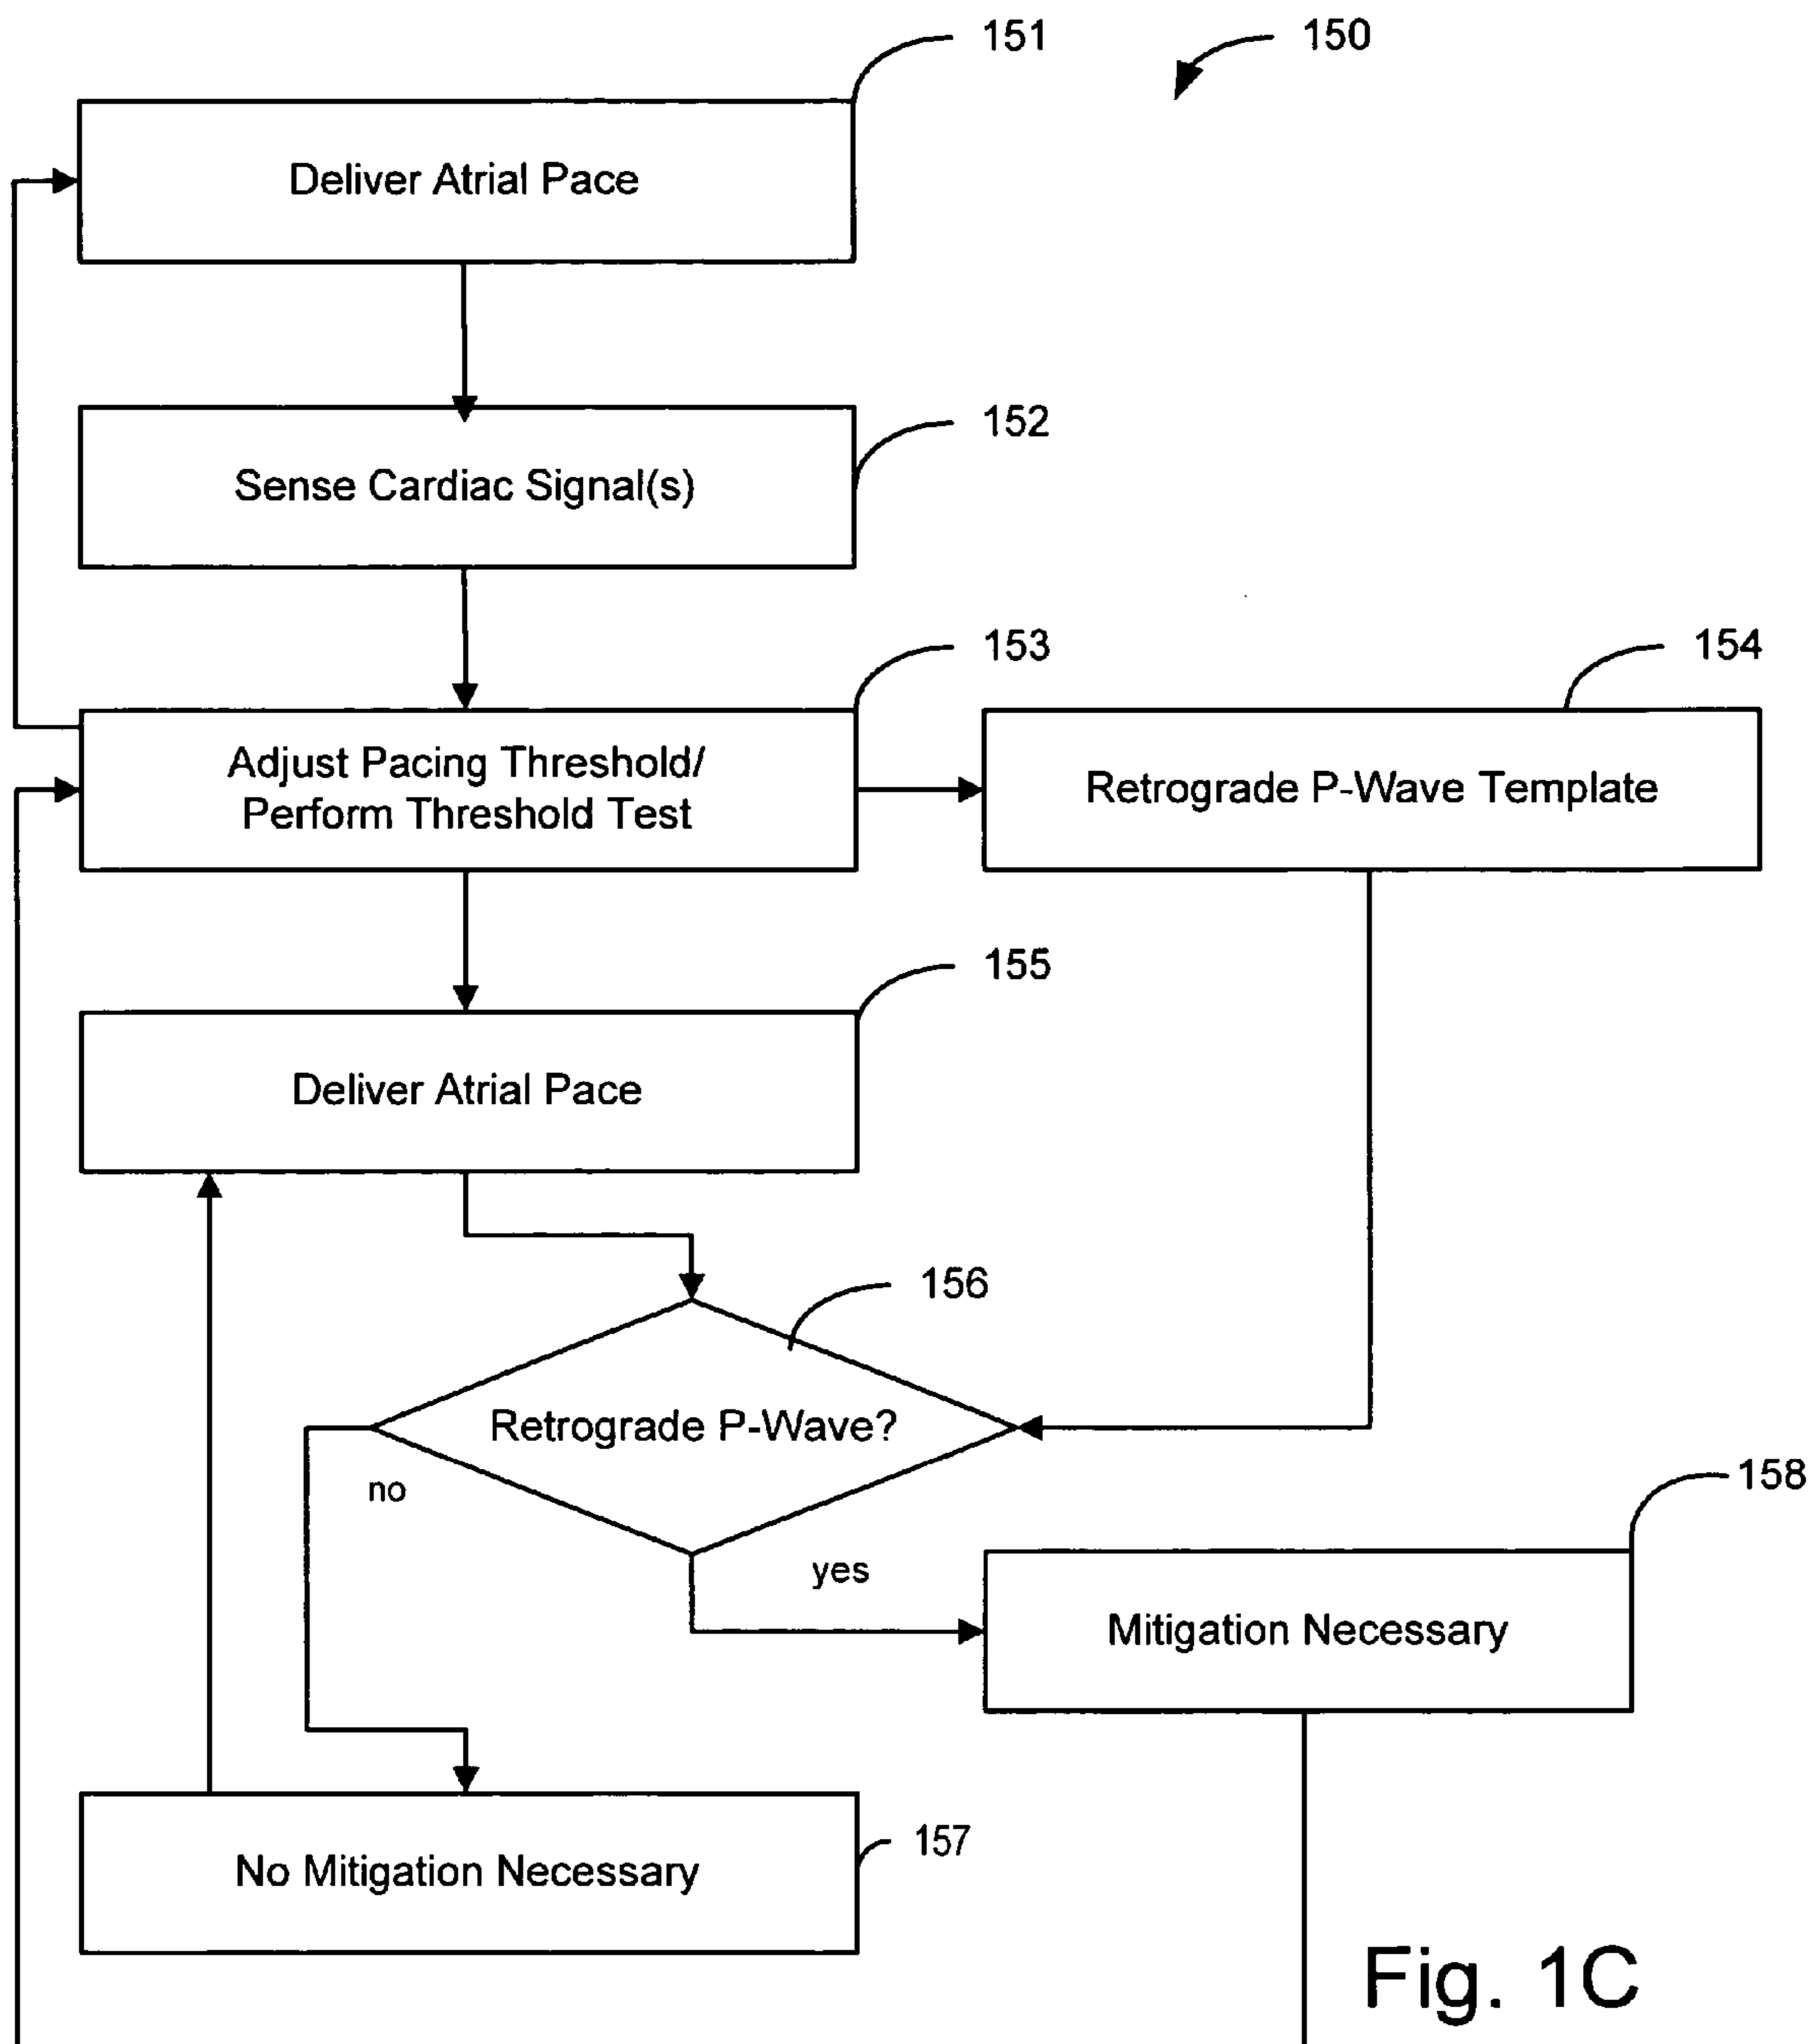 151
150
Deliver Atrial Pace
152
Sense Cardiac Signal(s)
153
154
Adjust Pacing Threshold/
Perform Threshold Test
Retrograde P-Wave Template
155
Deliver Atrial Pace
156
Retrograde P-Wave?
no
158
yes
Mitigation Necessary
157
No Mitigation Necessary
Fig. 1C